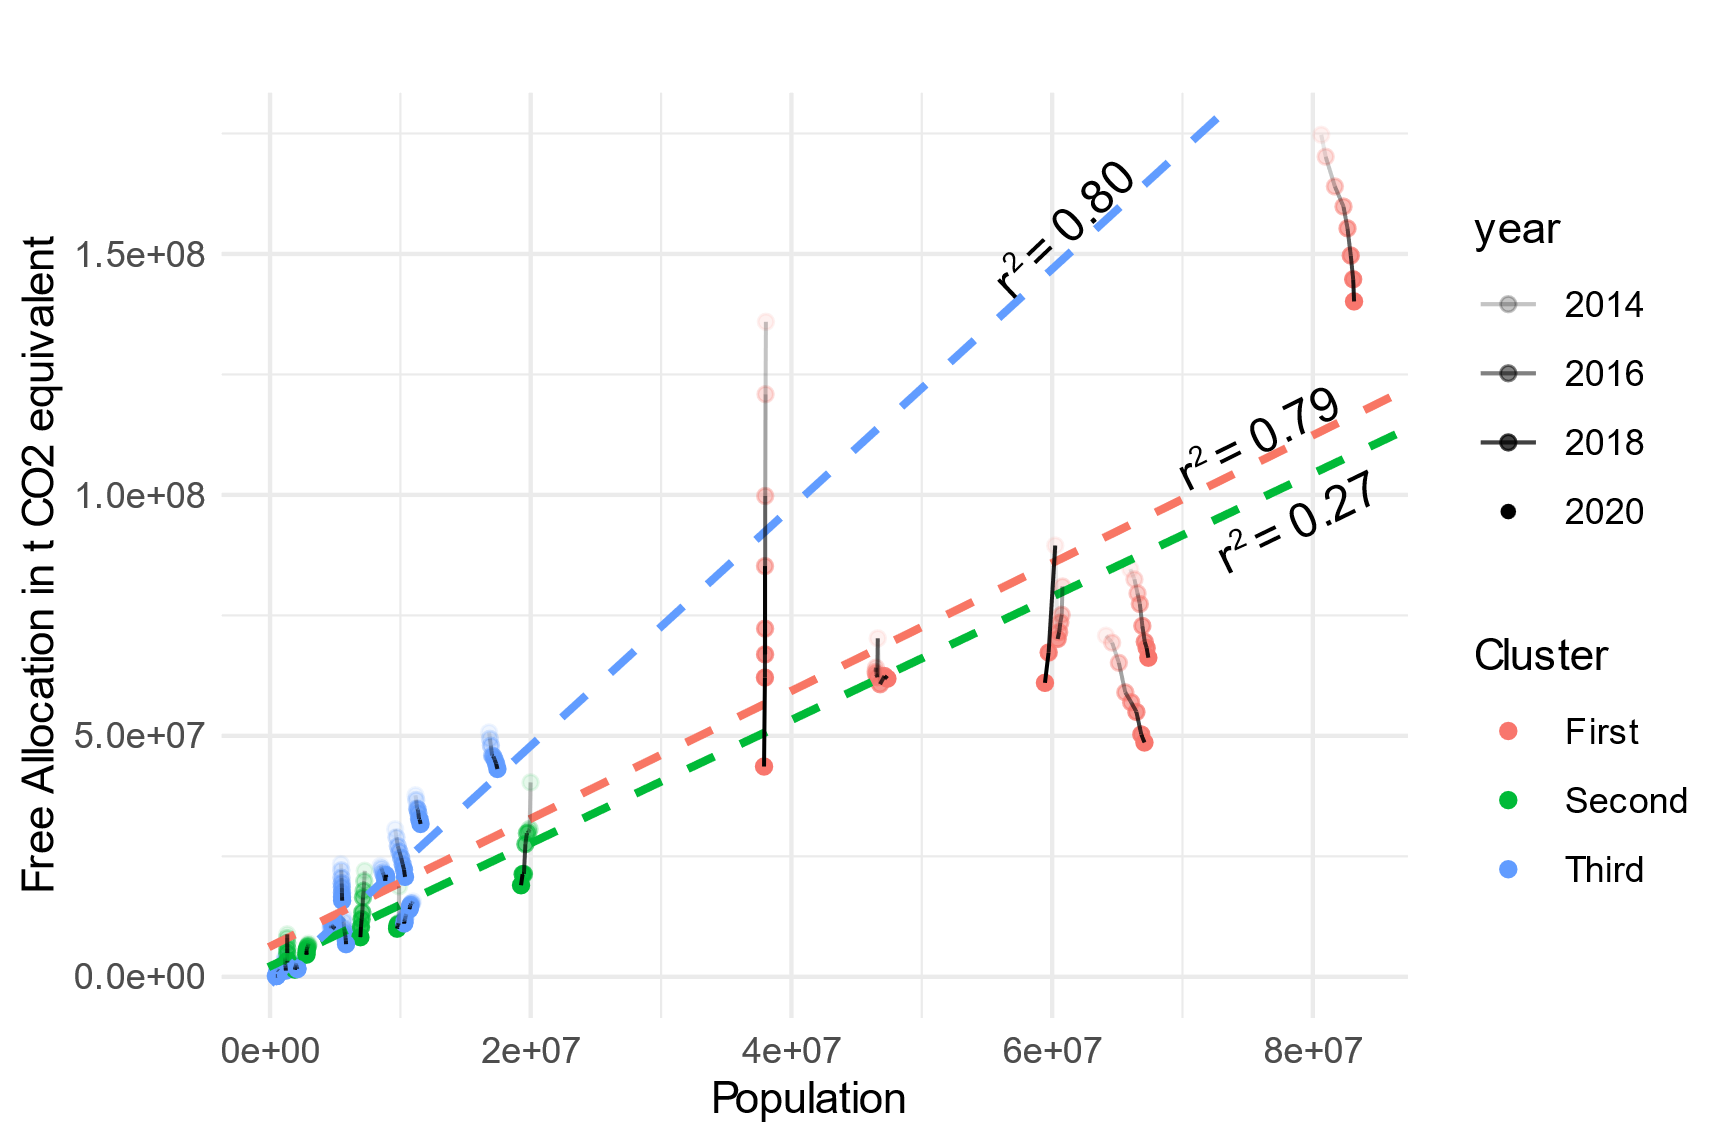 r² = 0.80
r² = 0.79
r² = 0.27
Free Allocation in t CO2 equivalent
1.5e+08
1.0e+08
5.0e+07
0.0e+00
0e+00
2e+07
4e+07
6e+07
8e+07
Population
year
2014
2016
2018
2020
Cluster
First
Second
Third